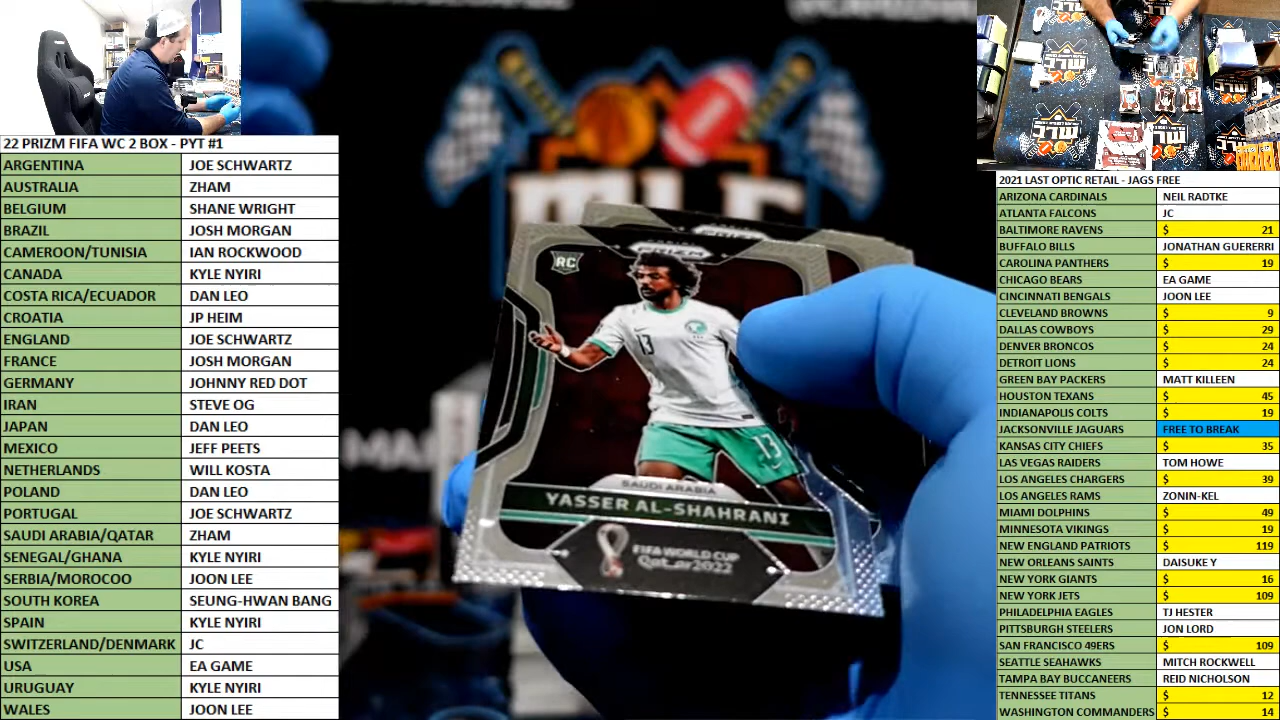 22 PRIZM FIFA WC 2 BOX - PYT #1
ARGENTINA JOE SCHWARTZ
AUSTRALIA ZHAM
BELGIUM SHANE WRIGHT
BRAZIL JOSH MORGAN
CAMEROON/TUNISIA IAN ROCKWOOD
CANADA KYLE NYIRI
COSTA RICA/ECUADOR DAN LEO
CROATIA JP HEIM
ENGLAND JOE SCHWARTZ
FRANCE JOSH MORGAN
GERMANY JOHNNY RED DOT
IRAN STEVE OG
JAPAN DAN LEO
MEXICO JEFF PEETS
NETHERLANDS WILL KOSTA
POLAND DAN LEO
PORTUGAL JOE SCHWARTZ
SAUDI ARABIA/QATAR ZHAM
SENEGAL/GHANA KYLE NYIRI
SERBIA/MOROCOO JOON LEE
SOUTH KOREA SEUNG-HWAN BANG
SPAIN KYLE NYIRI
SWITZERLAND/DENMARK JC
USA EA GAME
URUGUAY KYLE NYIRI
WALES JOON LEE
RC
PRIZM
13
13
SAUDI ARABIA
YASSER AL-SHAHRANI
FIFA WORLD CUP
Qatar2022
2021 LAST OPTIC RETAIL - JAGS FREE
ARIZONA CARDINALS NEIL RADTKE
ATLANTA FALCONS JC
BALTIMORE RAVENS $ 21
BUFFALO BILLS JONATHAN GUERERRI
CAROLINA PANTHERS $ 19
CHICAGO BEARS EA GAME
CINCINNATI BENGALS JOON LEE
CLEVELAND BROWNS $ 9
DALLAS COWBOYS $ 29
DENVER BRONCOS $ 24
DETROIT LIONS $ 24
GREEN BAY PACKERS MATT KILLEEN
HOUSTON TEXANS $ 45
INDIANAPOLIS COLTS $ 19
JACKSONVILLE JAGUARS FREE TO BREAK
KANSAS CITY CHIEFS $ 35
LAS VEGAS RAIDERS TOM HOWE
LOS ANGELES CHARGERS $ 39
LOS ANGELES RAMS ZONIN-KEL
MIAMI DOLPHINS $ 49
MINNESOTA VIKINGS $ 19
NEW ENGLAND PATRIOTS $ 119
NEW ORLEANS SAINTS DAISUKE Y
NEW YORK GIANTS $ 16
NEW YORK JETS $ 109
PHILADELPHIA EAGLES TJ HESTER
PITTSBURGH STEELERS JON LORD
SAN FRANCISCO 49ERS $ 109
SEATTLE SEAHAWKS MITCH ROCKWELL
TAMPA BAY BUCCANEERS REID NICHOLSON
TENNESSEE TITANS $ 12
WASHINGTON COMMANDERS $ 14